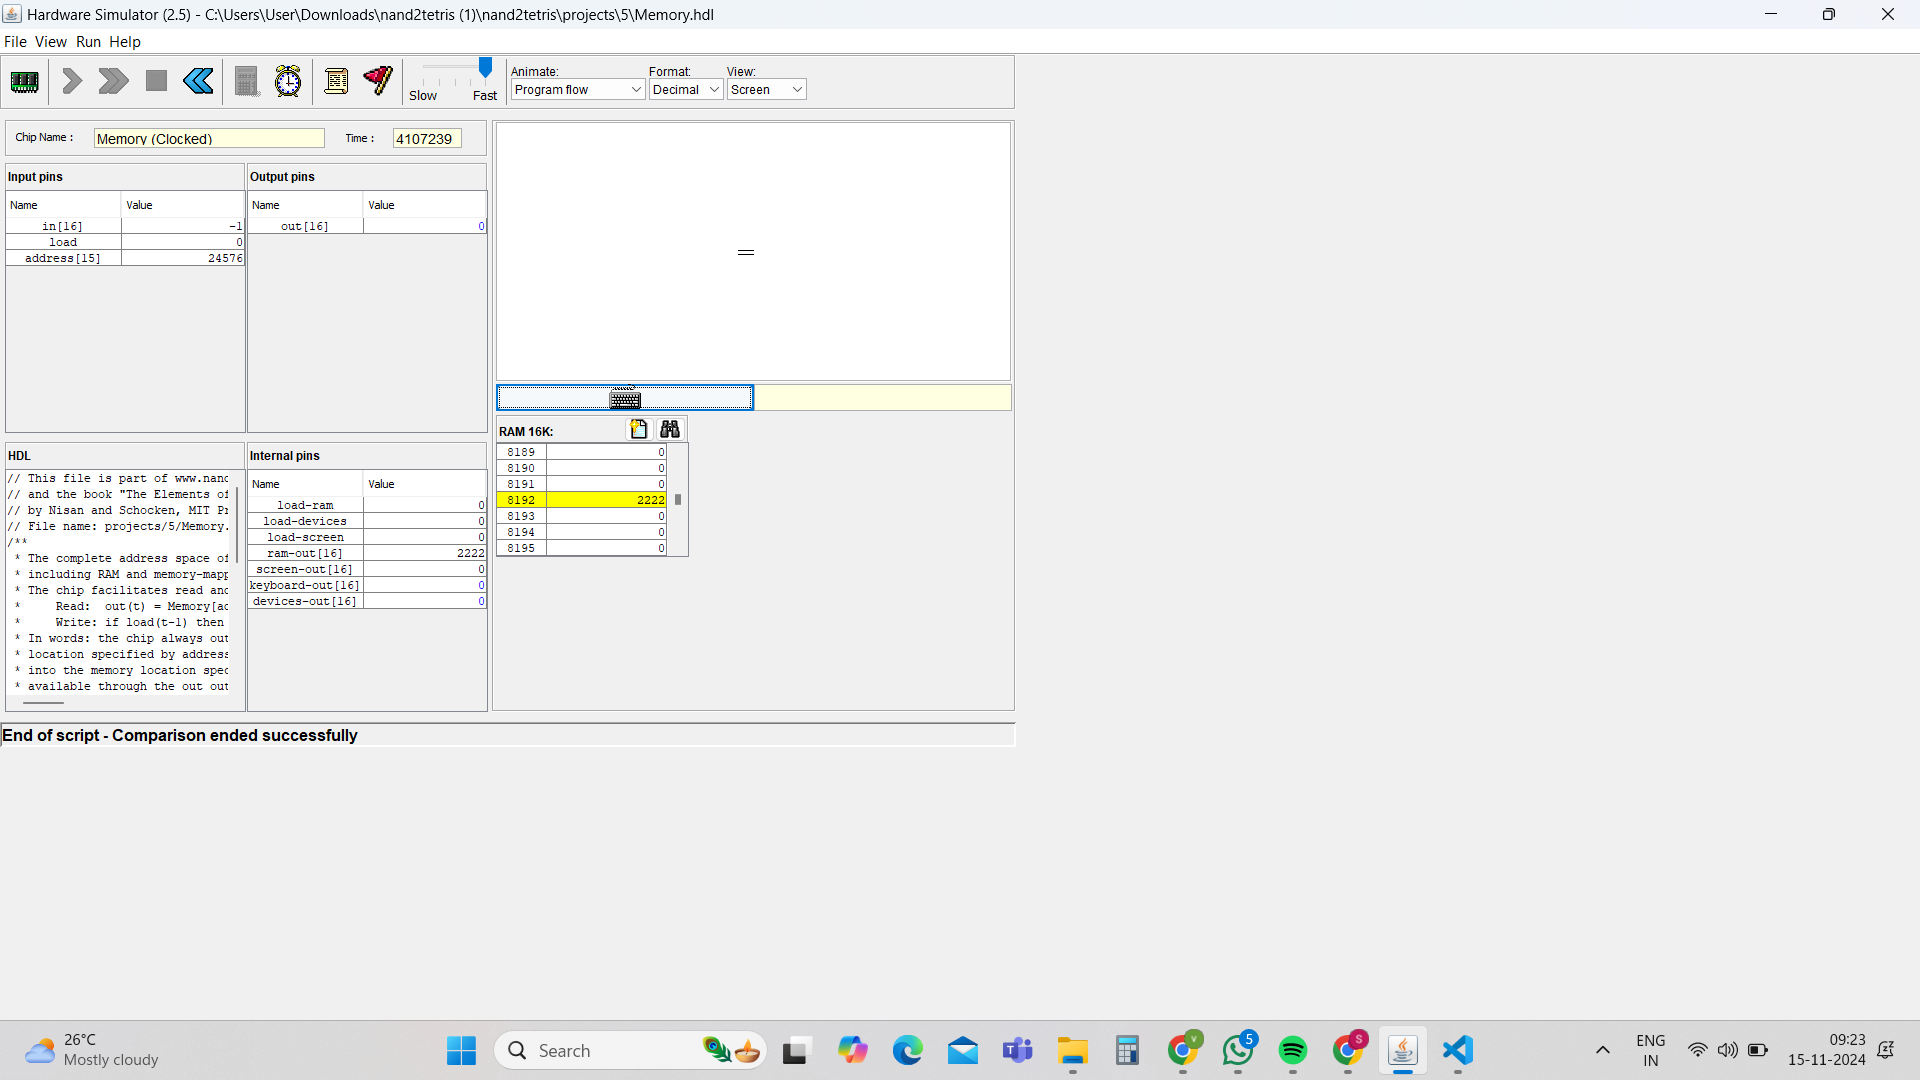 Hardware Simulator (2.5) - C:\Users\User\Downloads\nand2tetris (1)\nand2tetris\projects\5\Memory.hdl
File View Run Help
Slow Fast
Animate: Format: View:
Program flow Decimal Screen
Chip Name : Memory (Clocked) Time : 4107239
Input pins
Name Value
in[16] -1
load 0
address[15] 24576
Output pins
Name Value
out[16] 0
HDL
// This file is part of www.nand
// and the book "The Elements of
// by Nisan and Schocken, MIT Pr
// File name: projects/5/Memory.
/**
* The complete address space of
* including RAM and memory-mapp
* The chip facilitates read and
* Read: out(t) = Memory[ad
* Write: if load(t-1) then
* In words: the chip always out
* location specified by address
* into the memory location spec
* available through the out out
Internal pins
Name Value
load-ram 0
load-devices 0
load-screen 0
ram-out[16] 2222
screen-out[16] 0
keyboard-out[16] 0
devices-out[16] 0
RAM 16K:
8189 0
8190 0
8191 0
8192 2222
8193 0
8194 0
8195 0
End of script - Comparison ended successfully
26°C
Mostly cloudy
Search
V
5
S
ENG
IN
09:23
15-11-2024